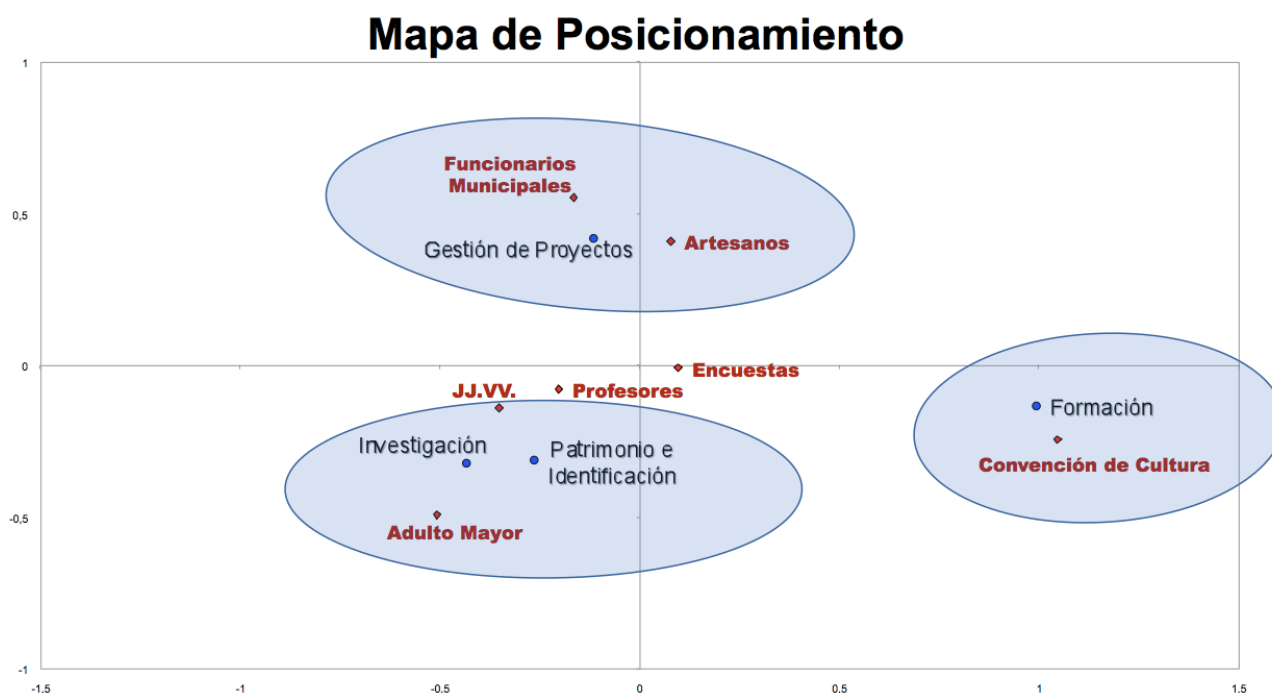 Mapa de Posicionamiento
1
Funcionarios
Municipales
0,5
Gestión de Proyectos
Artesanos
0
Encuestas
JJ.VV.
Profesores
Formación
Investigación
Patrimonio e
Identificación
Convención de Cultura
-0,5
Adulto Mayor
-1
-1.5
-1
-0.5
0
0.5
1
1.5